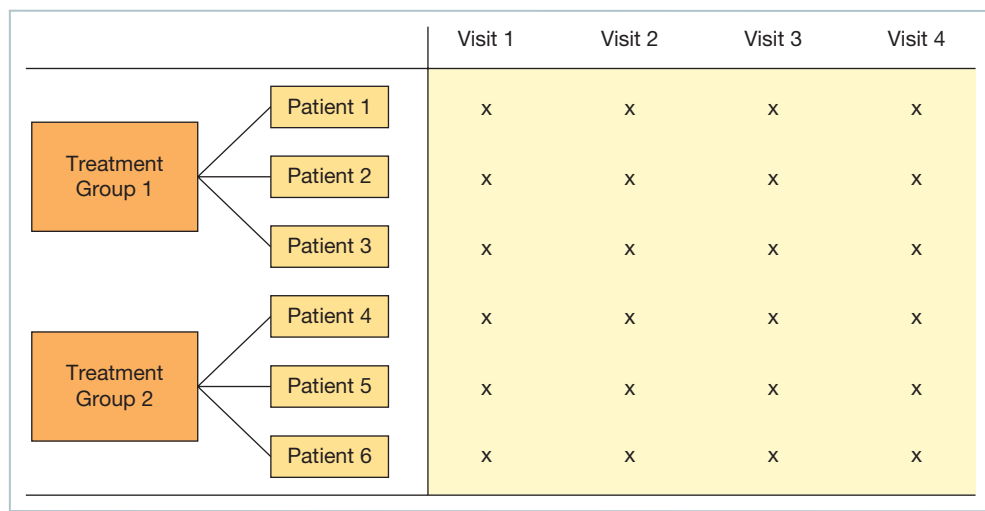 Visit 1 Visit 2 Visit 3 Visit 4
Treatment
Group 1
Patient 1 x x x x
Patient 2 x x x x
Patient 3 x x x x
Treatment
Group 2
Patient 4 x x x x
Patient 5 x x x x
Patient 6 x x x x